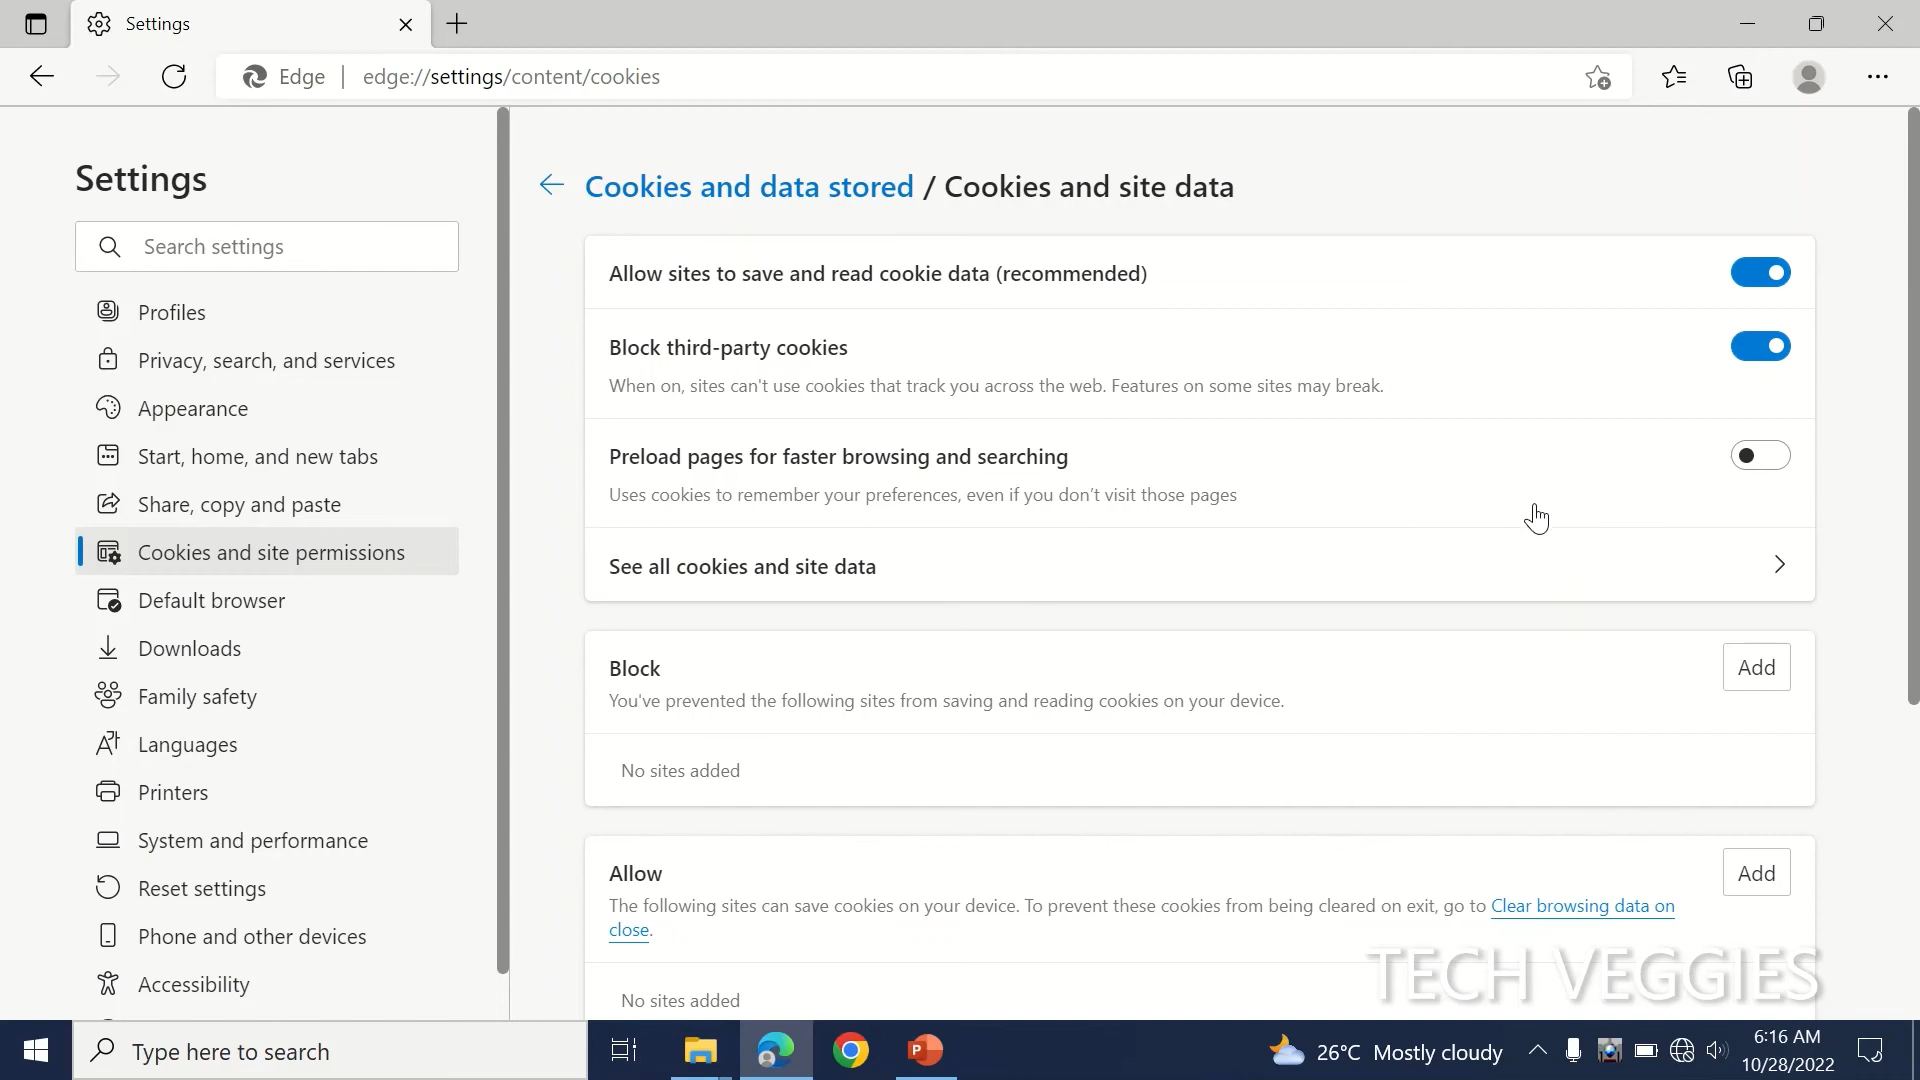 Settings
Edge
edge://settings/content/cookies
Settings
Search settings
Profiles
Privacy, search, and services
Appearance
Start, home, and new tabs
Share, copy and paste
Cookies and site permissions
Default browser
Downloads
Family safety
Languages
Printers
System and performance
Reset settings
Phone and other devices
Accessibility
Cookies and data stored / Cookies and site data
Allow sites to save and read cookie data (recommended)
Block third-party cookies
When on, sites can't use cookies that track you across the web. Features on some sites may break.
Preload pages for faster browsing and searching
Uses cookies to remember your preferences, even if you don't visit those pages
See all cookies and site data
Block
Add
You've prevented the following sites from saving and reading cookies on your device.
No sites added
Allow
Add
The following sites can save cookies on your device. To prevent these cookies from being cleared on exit, go to Clear browsing data on
close.
No sites added
TECH VEGGIES
Type here to search
P
26°C Mostly cloudy
6:16 AM
10/28/2022